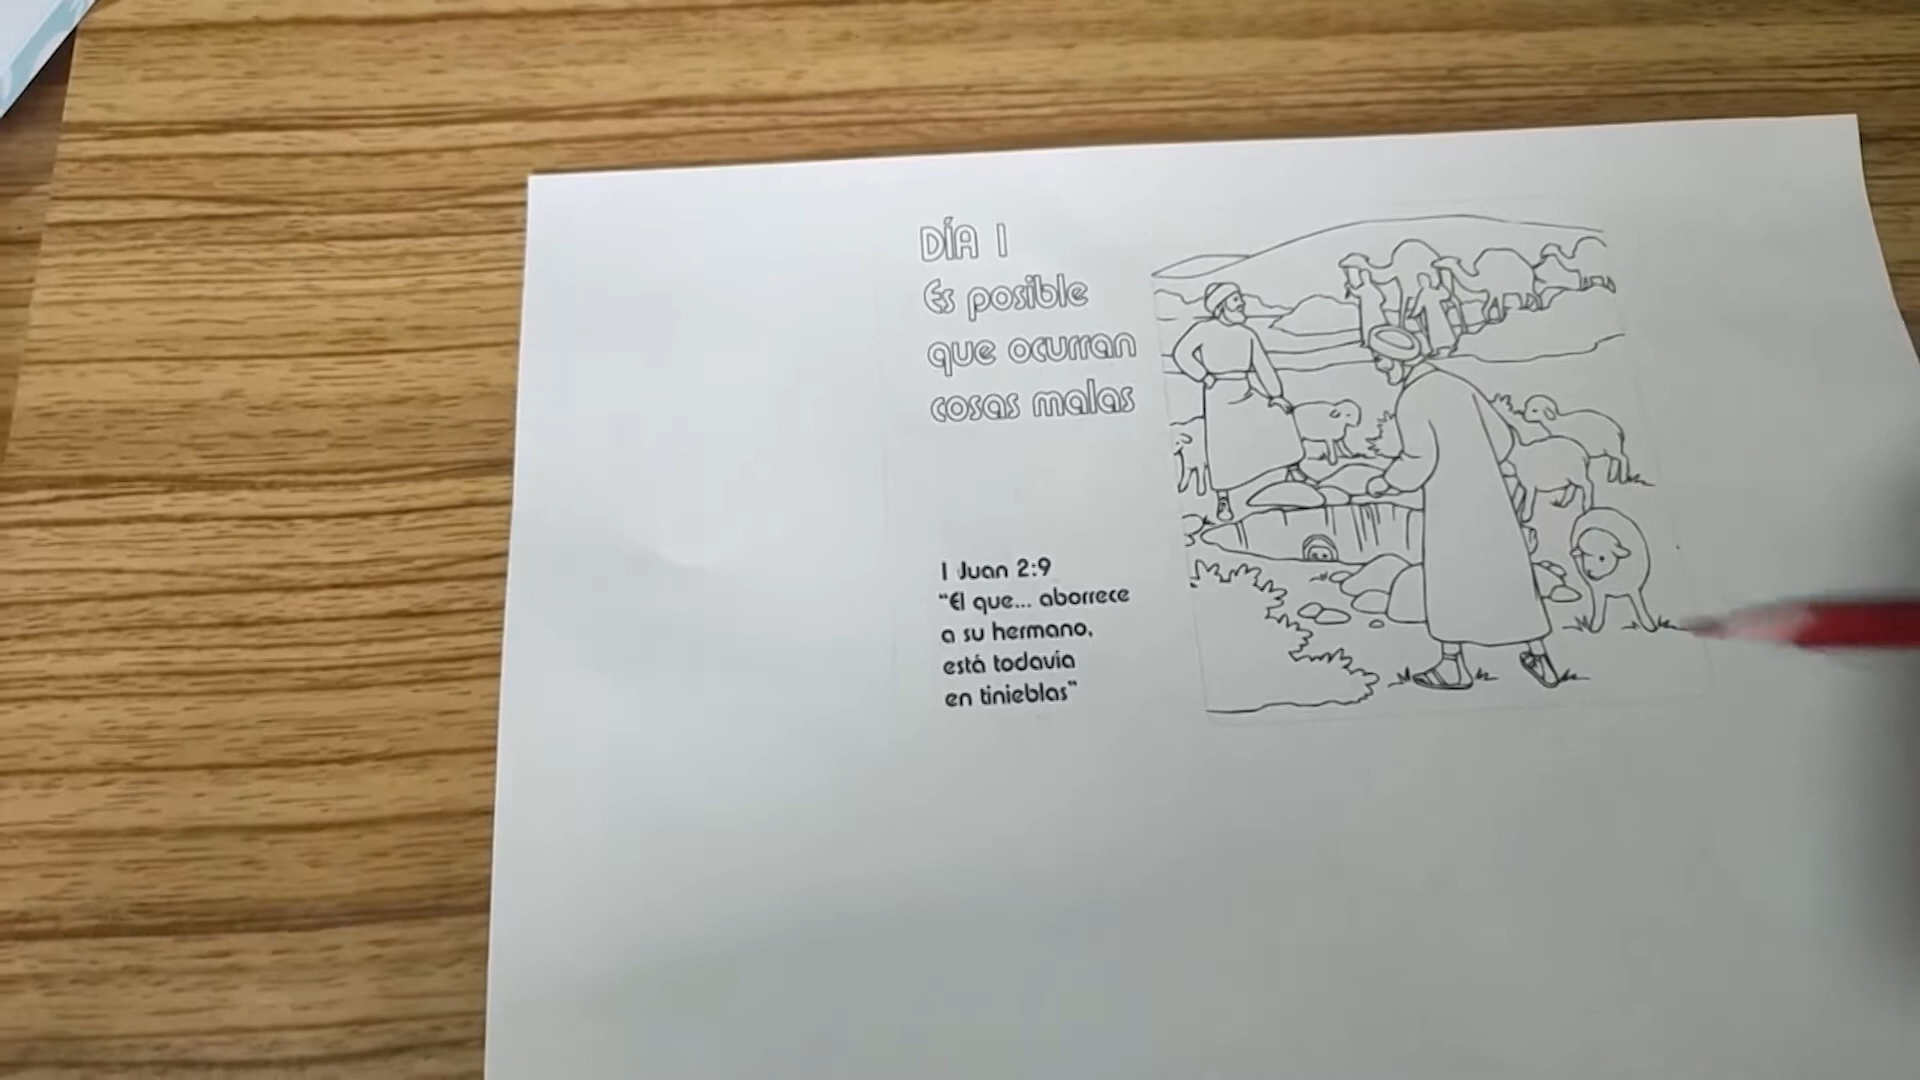 DÍA 1
Es posible
que ocurran
cosas malas
1 Juan 2:9
“El que... aborrece
a su hermano,
está todavía
en tinieblas”